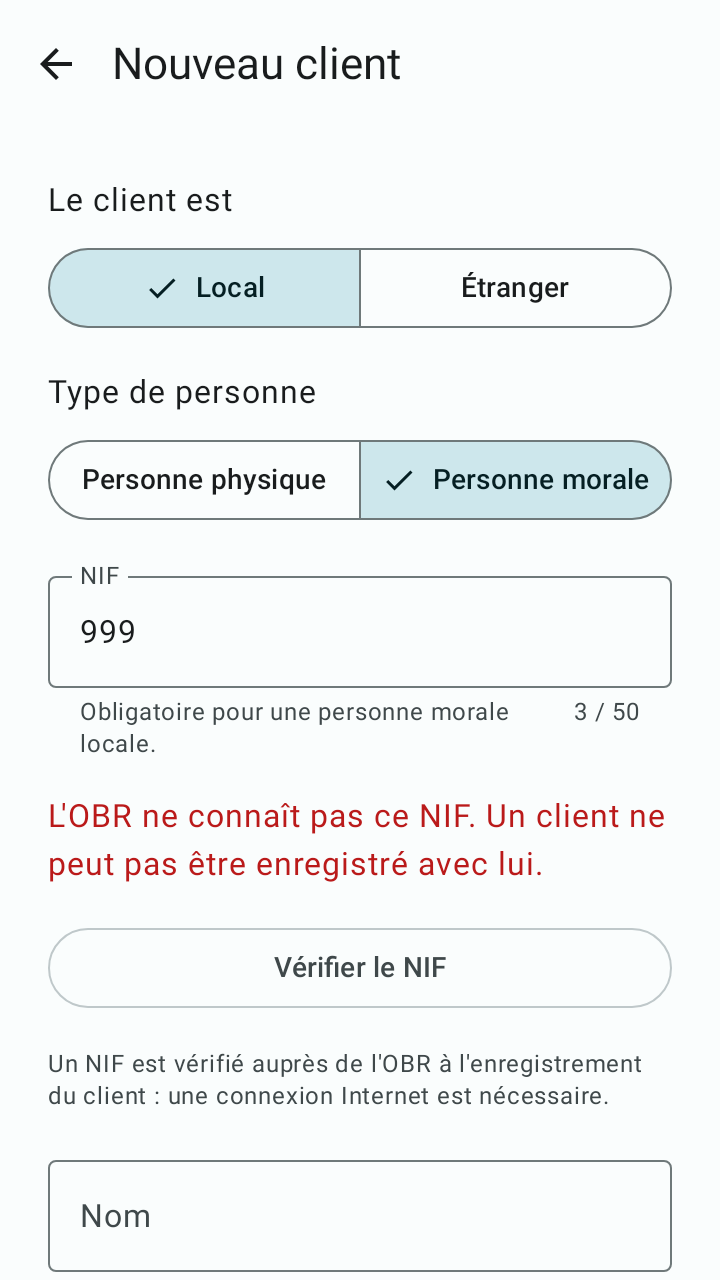 Nouveau client
Le client est
Local
Étranger
Type de personne
Personne physique
Personne morale
NIF
999
Obligatoire pour une personne morale locale.
3 / 50
L'OBR ne connaît pas ce NIF. Un client ne
peut pas être enregistré avec lui.
Vérifier le NIF
Un NIF est vérifié auprès de l'OBR à l'enregistrement
du client : une connexion Internet est nécessaire.
Nom